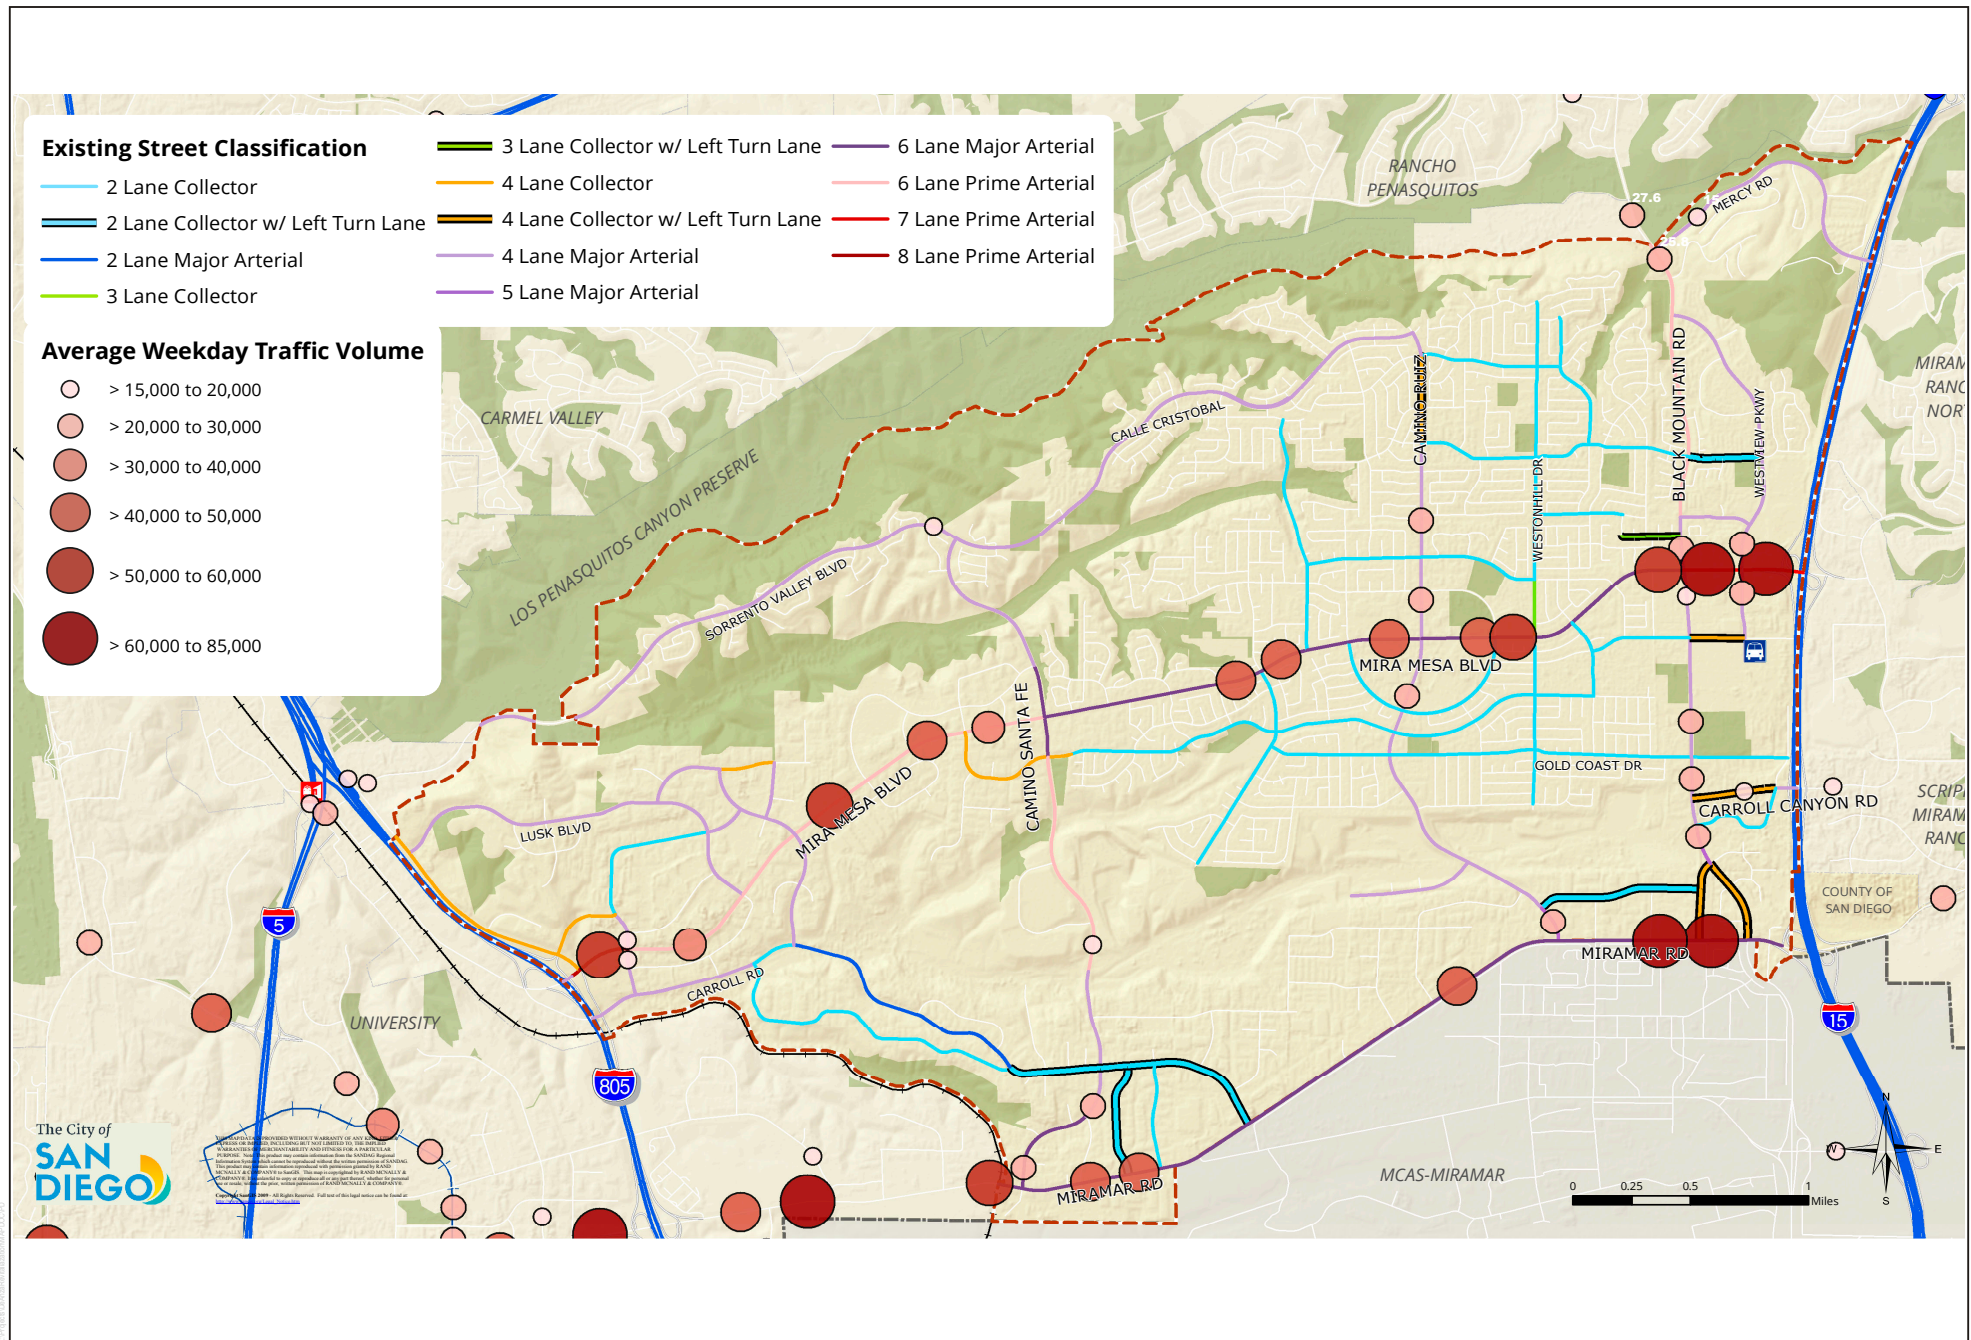 Existing Street Classification
2 Lane Collector
2 Lane Collector w/ Left Turn Lane
2 Lane Major Arterial
3 Lane Collector
3 Lane Collector w/ Left Turn Lane
4 Lane Collector
4 Lane Collector w/ Left Turn Lane
4 Lane Major Arterial
5 Lane Major Arterial
6 Lane Major Arterial
6 Lane Prime Arterial
7 Lane Prime Arterial
8 Lane Prime Arterial
Average Weekday Traffic Volume
> 15,000 to 20,000
> 20,000 to 30,000
> 30,000 to 40,000
> 40,000 to 50,000
> 50,000 to 60,000
> 60,000 to 85,000
RANCHO
PENASQUITOS
27.6
MERCY RD
CARMEL VALLEY
LOS PENASQUITOS CANYON PRESERVE
CALLE CRISTOBAL
CAMINO RUIZ
BLACK MOUNTAIN RD
WESTVIEW PKWY
WESTONHILL DR
SORRENTO VALLEY BLVD
MIRA MESA BLVD
CAMINO SANTA FE
MIRA MESA BLVD
GOLD COAST DR
LUSK BLVD
CARROLL CANYON RD
COUNTY OF
SAN DIEGO
MIRAMAR RD
CARROLL RD
UNIVERSITY
5
805
15
MIRAMAR RD
MCAS-MIRAMAR
The City of
SAN
DIEGO
N
W
E
S
0 0.25 0.5 1
Miles